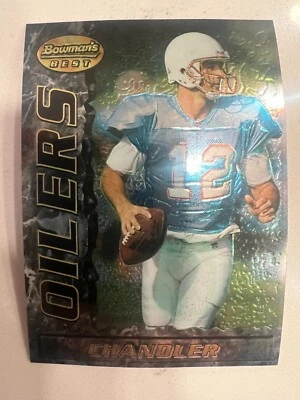 Bowman's
BEST
OILERS
12
CHANDLER